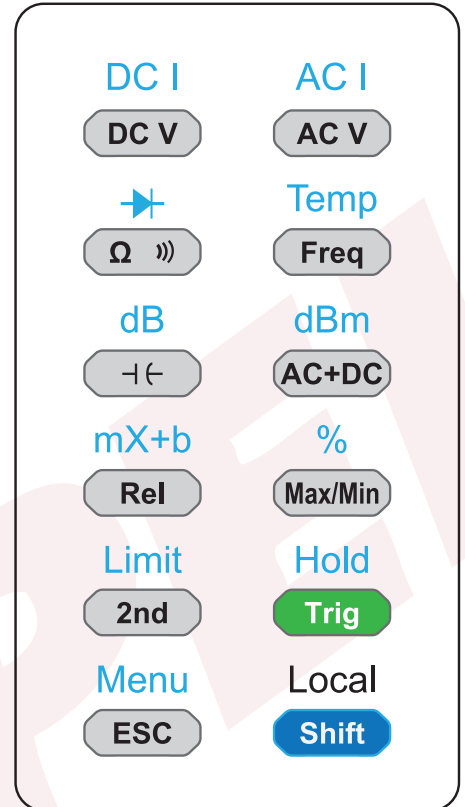 DC I AC I
DC V AC V
Temp
Ω Freq
dB dBm
AC+DC
mX+b %
Rel Max/Min
Limit Hold
2nd Trig
Menu Local
ESC Shift